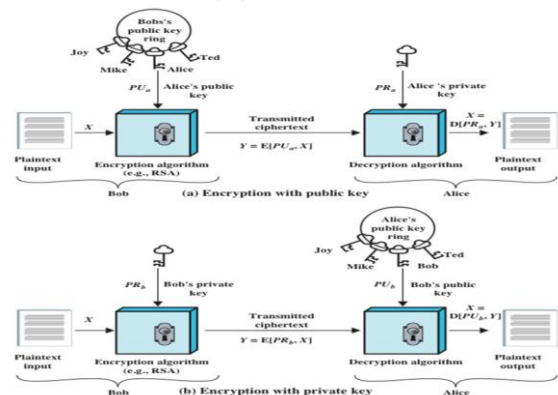 Bobs's
public key
ring
Joy
Ted
Mike
Alice
PUa
Alice's public
key
PRa
Alice 's private
key
X
Transmitted
ciphertext
Y = E[PUa, X]
X =
D[PRa, Y]
Plaintext
input
Encryption algorithm
(e.g., RSA)
Decryption algorithm
Plaintext
output
Bob
(a) Encryption with public key
Alice
Alice's
public key
ring
Joy
Ted
Mike
Bob
PRb
Bob's private
key
PUb
Bob's public
key
X
Transmitted
ciphertext
Y = E[PRb, X]
X =
D[PUb, Y]
Plaintext
input
Encryption algorithm
(e.g., RSA)
Decryption algorithm
Plaintext
output
Bob
(b) Encryption with private key
Alice